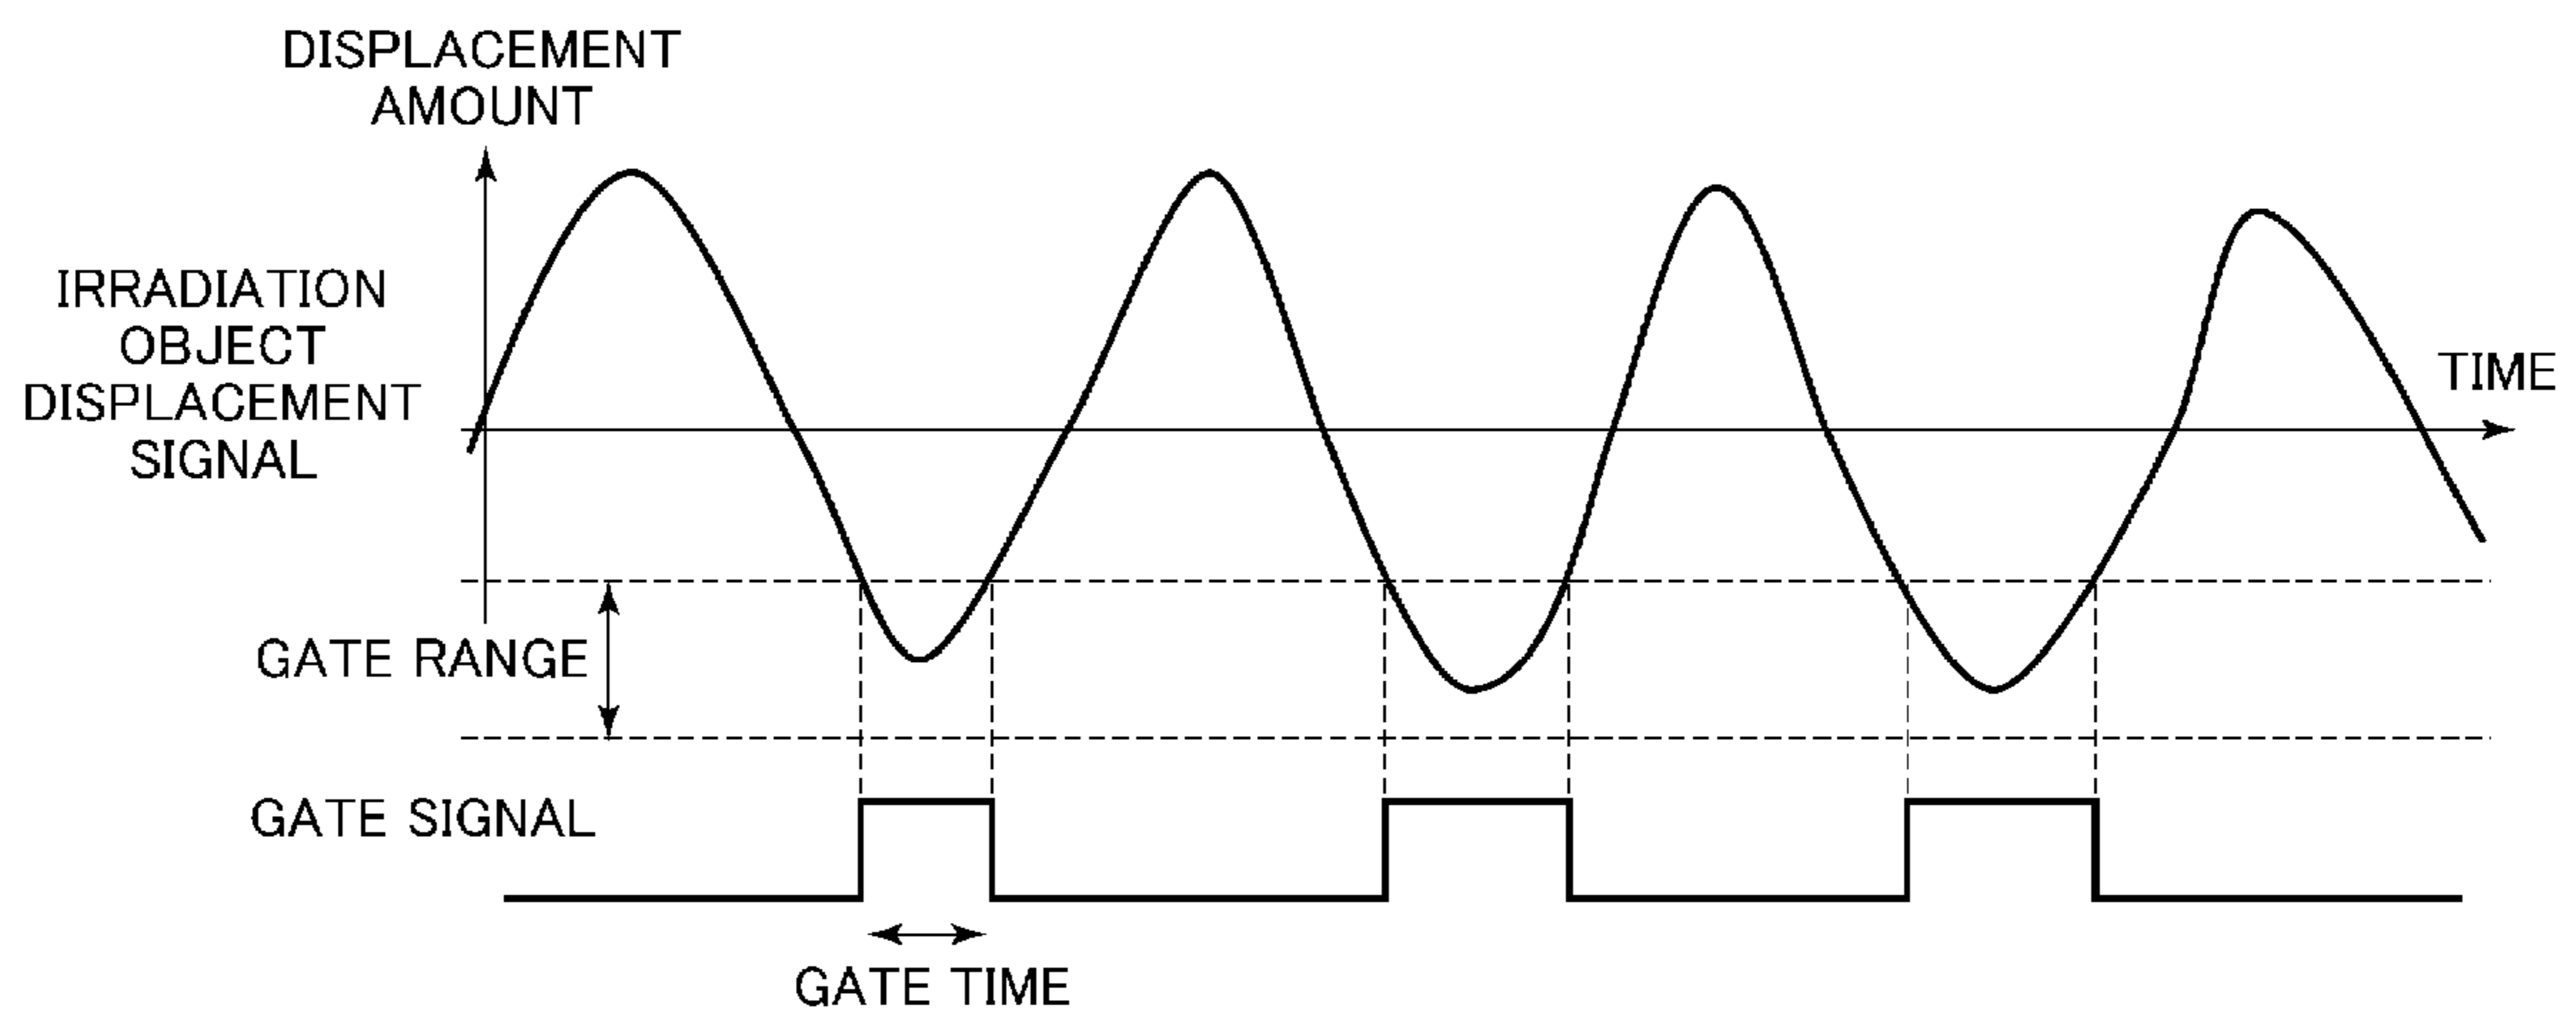 DISPLACEMENT
AMOUNT
IRRADIATION
OBJECT
DISPLACEMENT
SIGNAL
TIME
GATE RANGE
GATE SIGNAL
GATE TIME